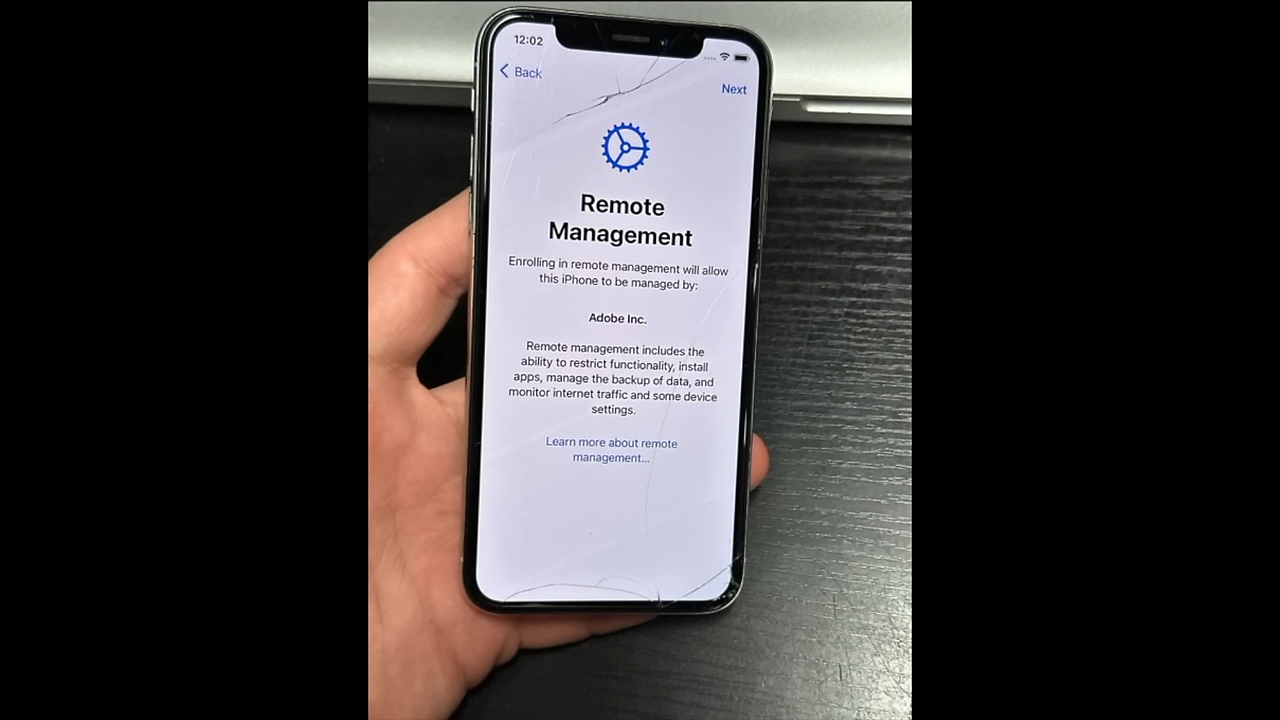 12:02
Back
Next
Remote
Management
Enrolling in remote management will allow
this iPhone to be managed by:
Adobe Inc.
Remote management includes the
ability to restrict functionality, install
apps, manage the backup of data, and
monitor internet traffic and some device
settings.
Learn more about remote
management...